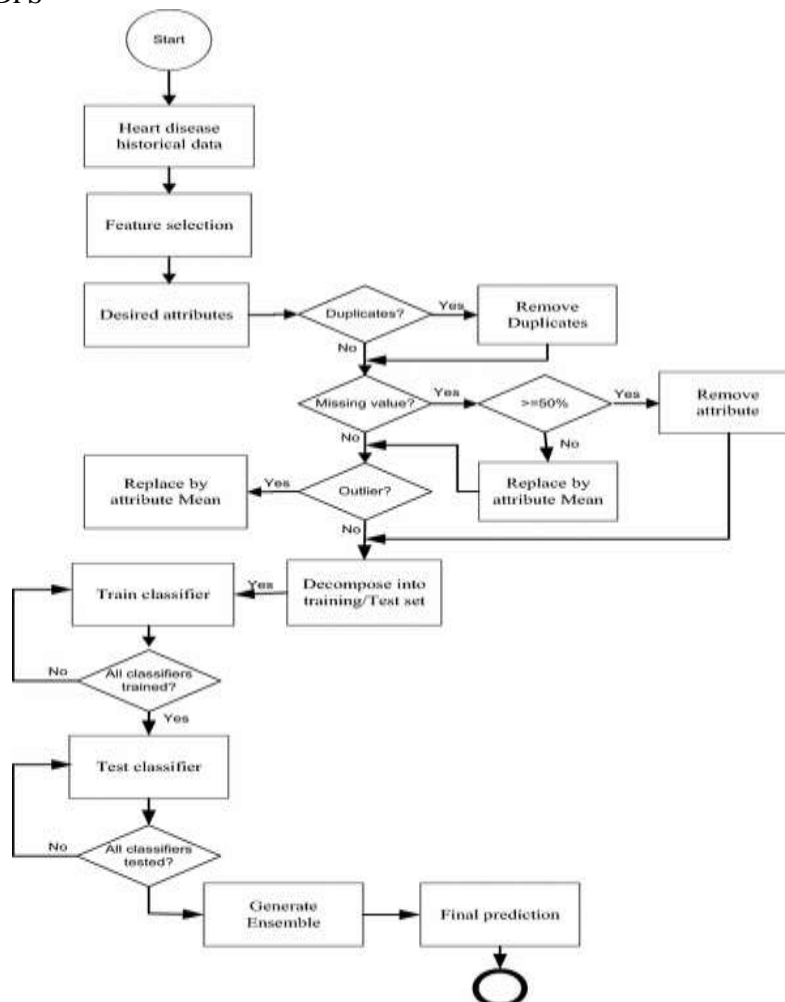 Start
Heart disease
historical data
Feature selection
Desired attributes
Duplicates?
Yes
Remove
Duplicates
No
Missing value?
Yes
>=50%
Yes
Remove
attribute
No
No
Replace by
attribute Mean
Yes
Outlier?
Replace by
attribute Mean
No
Decompose into
training/Test set
Yes
Train classifier
No
All classifiers
trained?
Yes
Test classifier
No
All classifiers
tested?
Generate
Ensemble
Final prediction